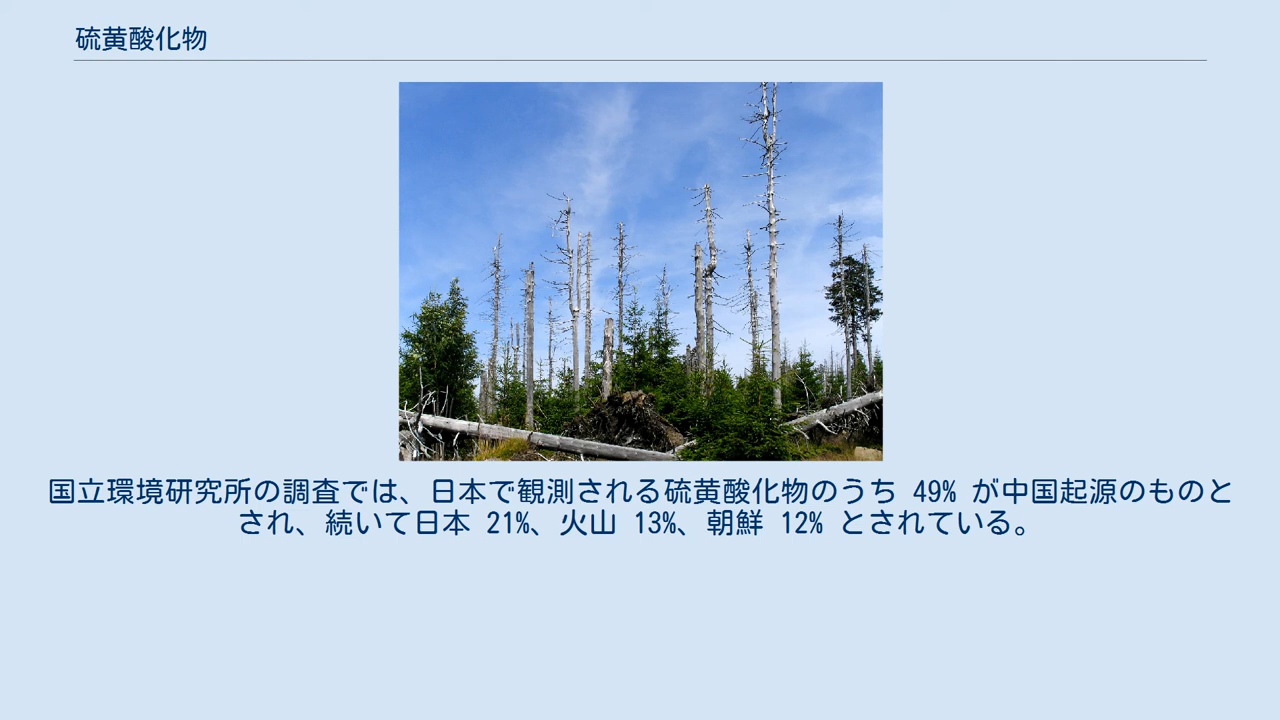 硫黄酸化物
国立環境研究所の調査では、日本で観測される硫黄酸化物のうち 49% が中国起源のものと
され、続いて日本 21%、火山 13%、朝鮮 12% とされている。